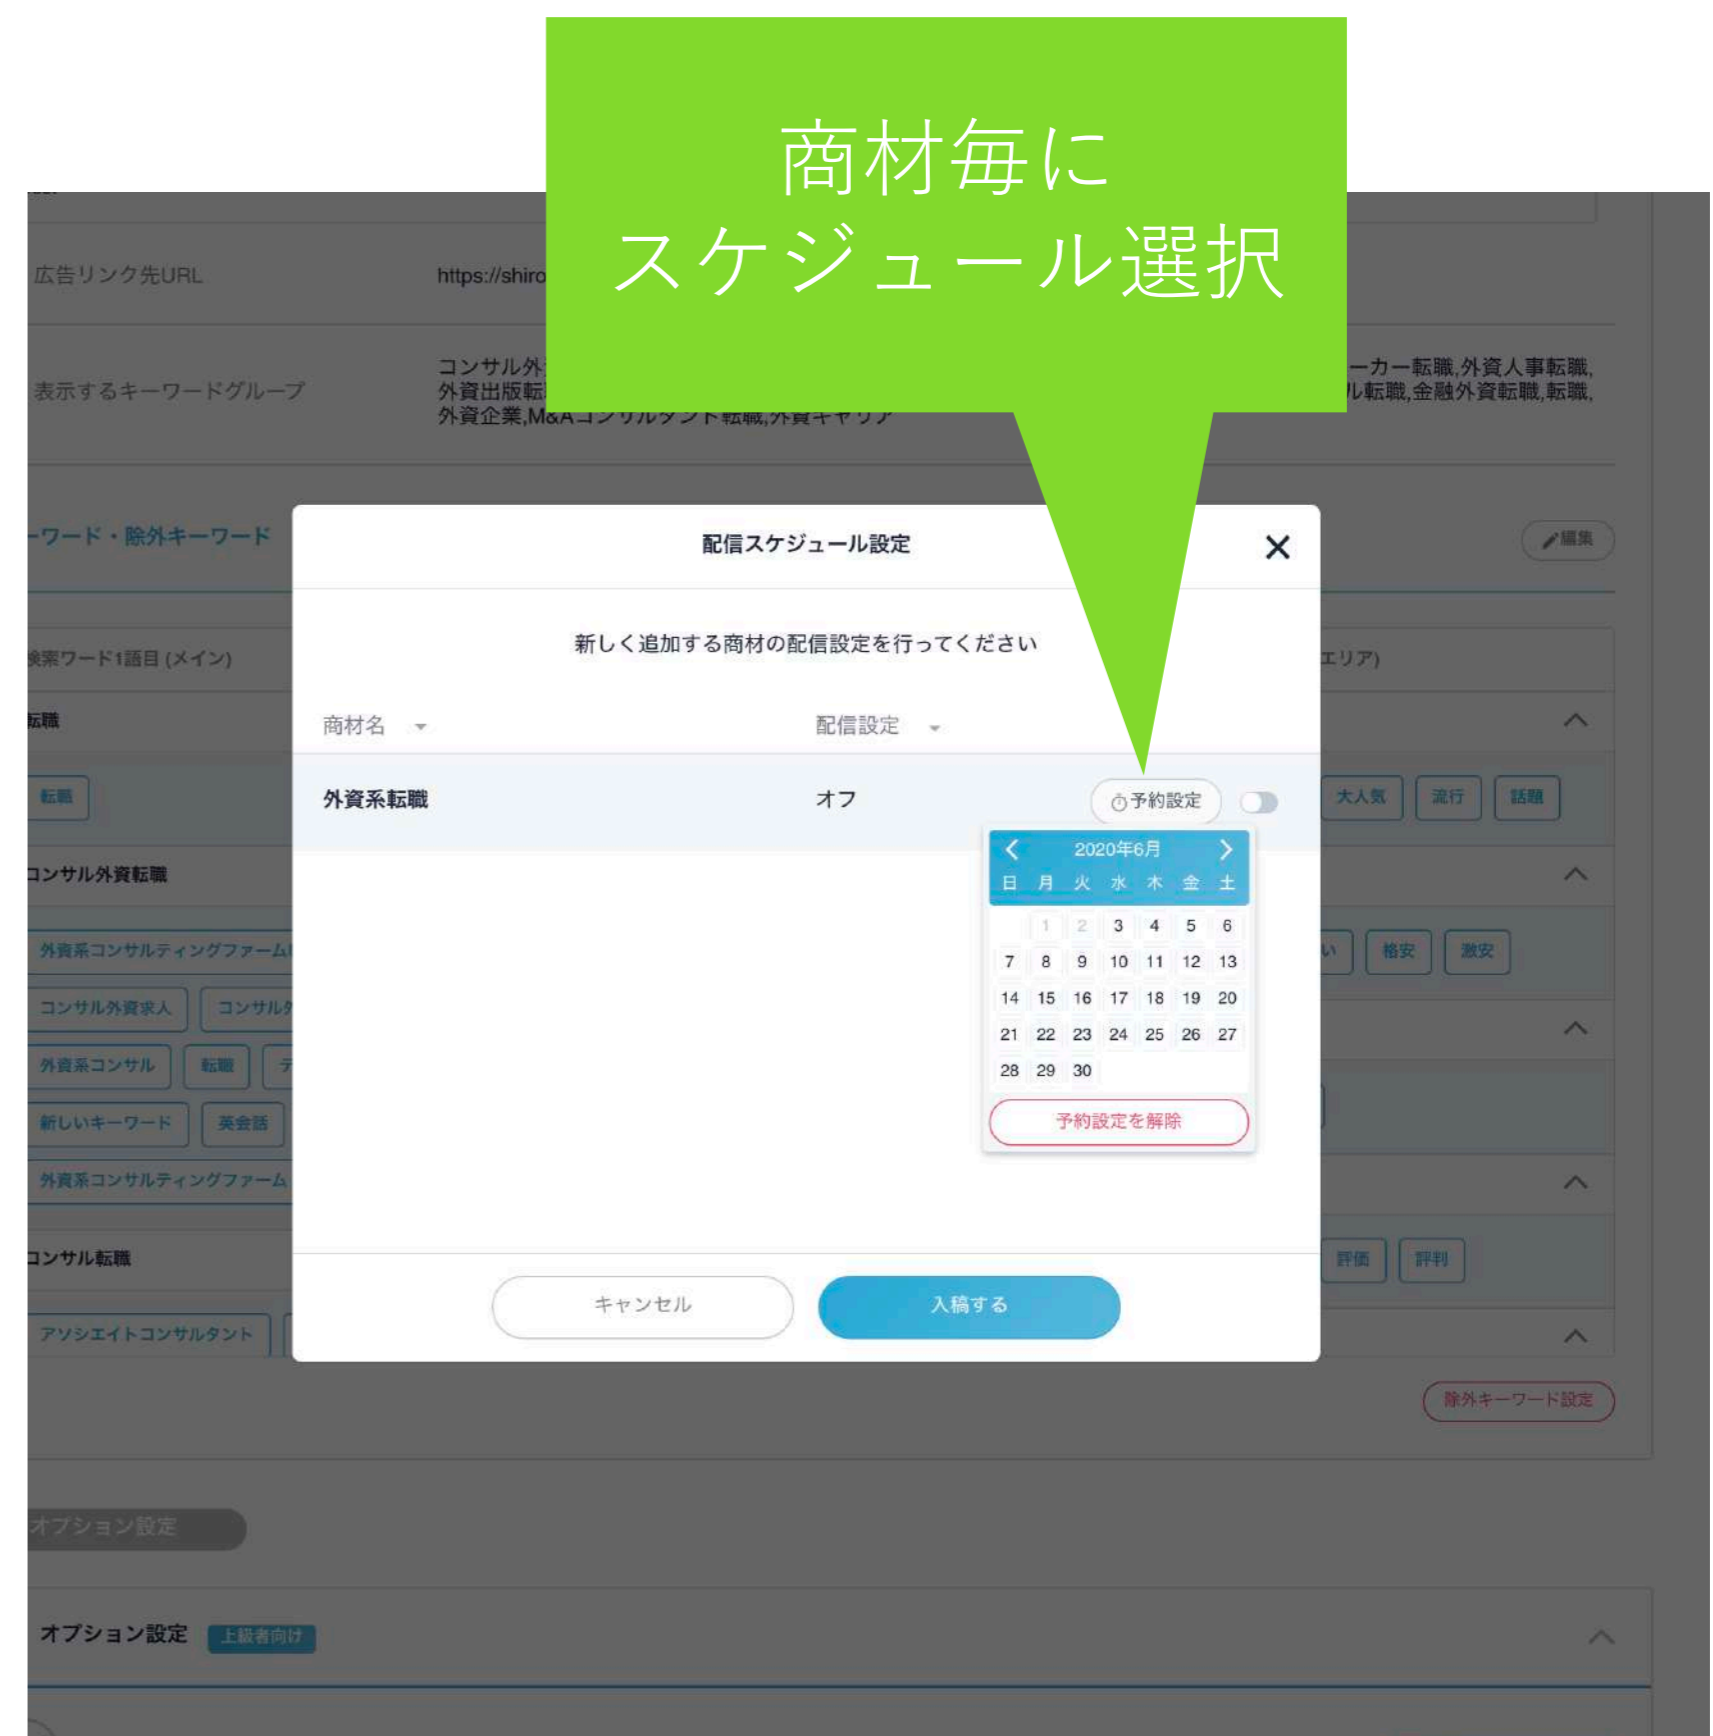 商材毎に
スケジュール選択
広告リンク先URL
https://shiro
表示するキーワードグループ
コンサル外
ーカー転職,外資人事転職,
外資出版転
ル転職,金融外資転職,転職,
外資企業,M&Aコンサルタント転職,外資キャリア
ーワード・除外キーワード
編集
配信スケジュール設定
新しく追加する商材の配信設定を行ってください
検索ワード1語目 (メイン)
エリア)
商材名
配信設定
転職
転職
外資系転職
オフ
予約設定
大人気
流行
話題
2020年6月
日 月 火 水 木 金 土
1 2 3 4 5 6
7 8 9 10 11 12 13
14 15 16 17 18 19 20
21 22 23 24 25 26 27
28 29 30
予約設定を解除
コンサル外資転職
外資系コンサルティングファーム
い
格安
激安
コンサル外資求人
コンサル外
外資系コンサル
転職
テ
新しいキーワード
英会話
外資系コンサルティングファーム
コンサル転職
評価
評判
キャンセル
入稿する
アソシエイトコンサルタント
除外キーワード設定
オプション設定
オプション設定
上級者向け